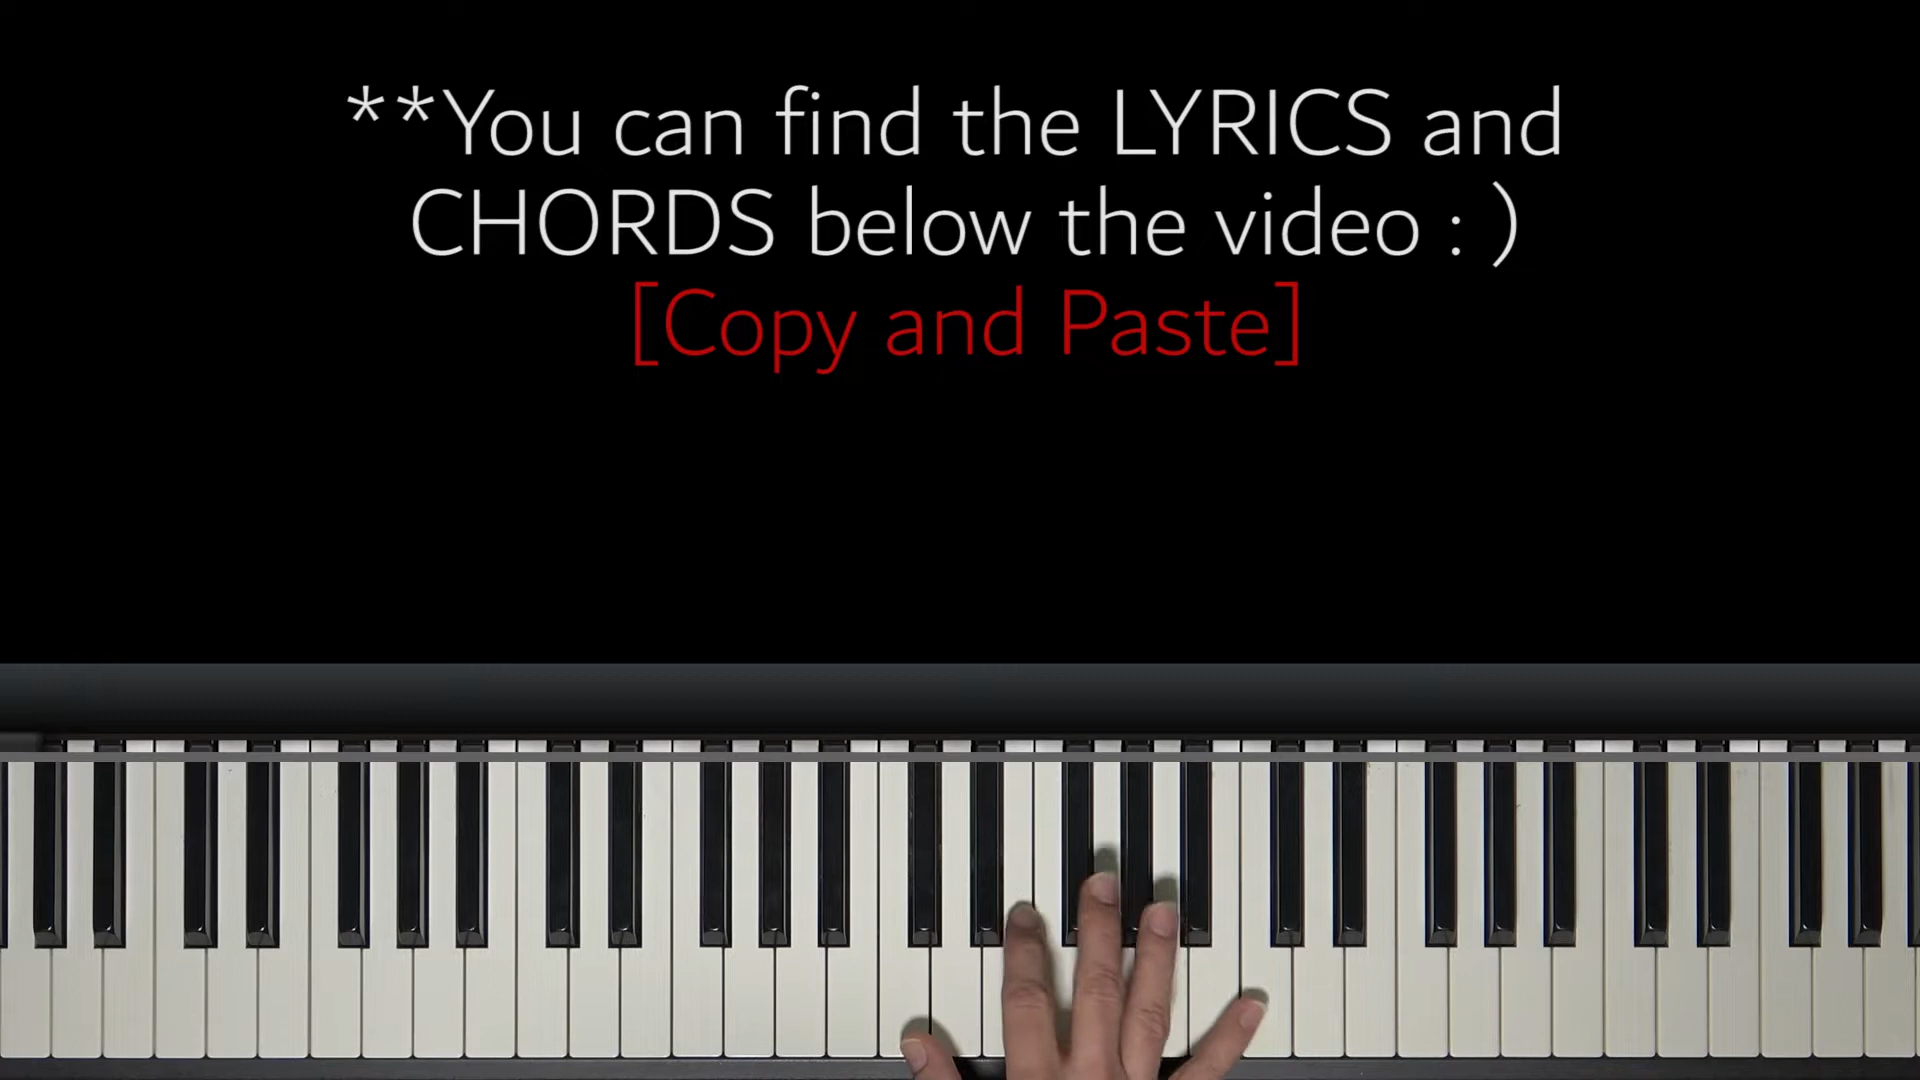 **You can find the LYRICS and
CHORDS below the video : )
[Copy and Paste]